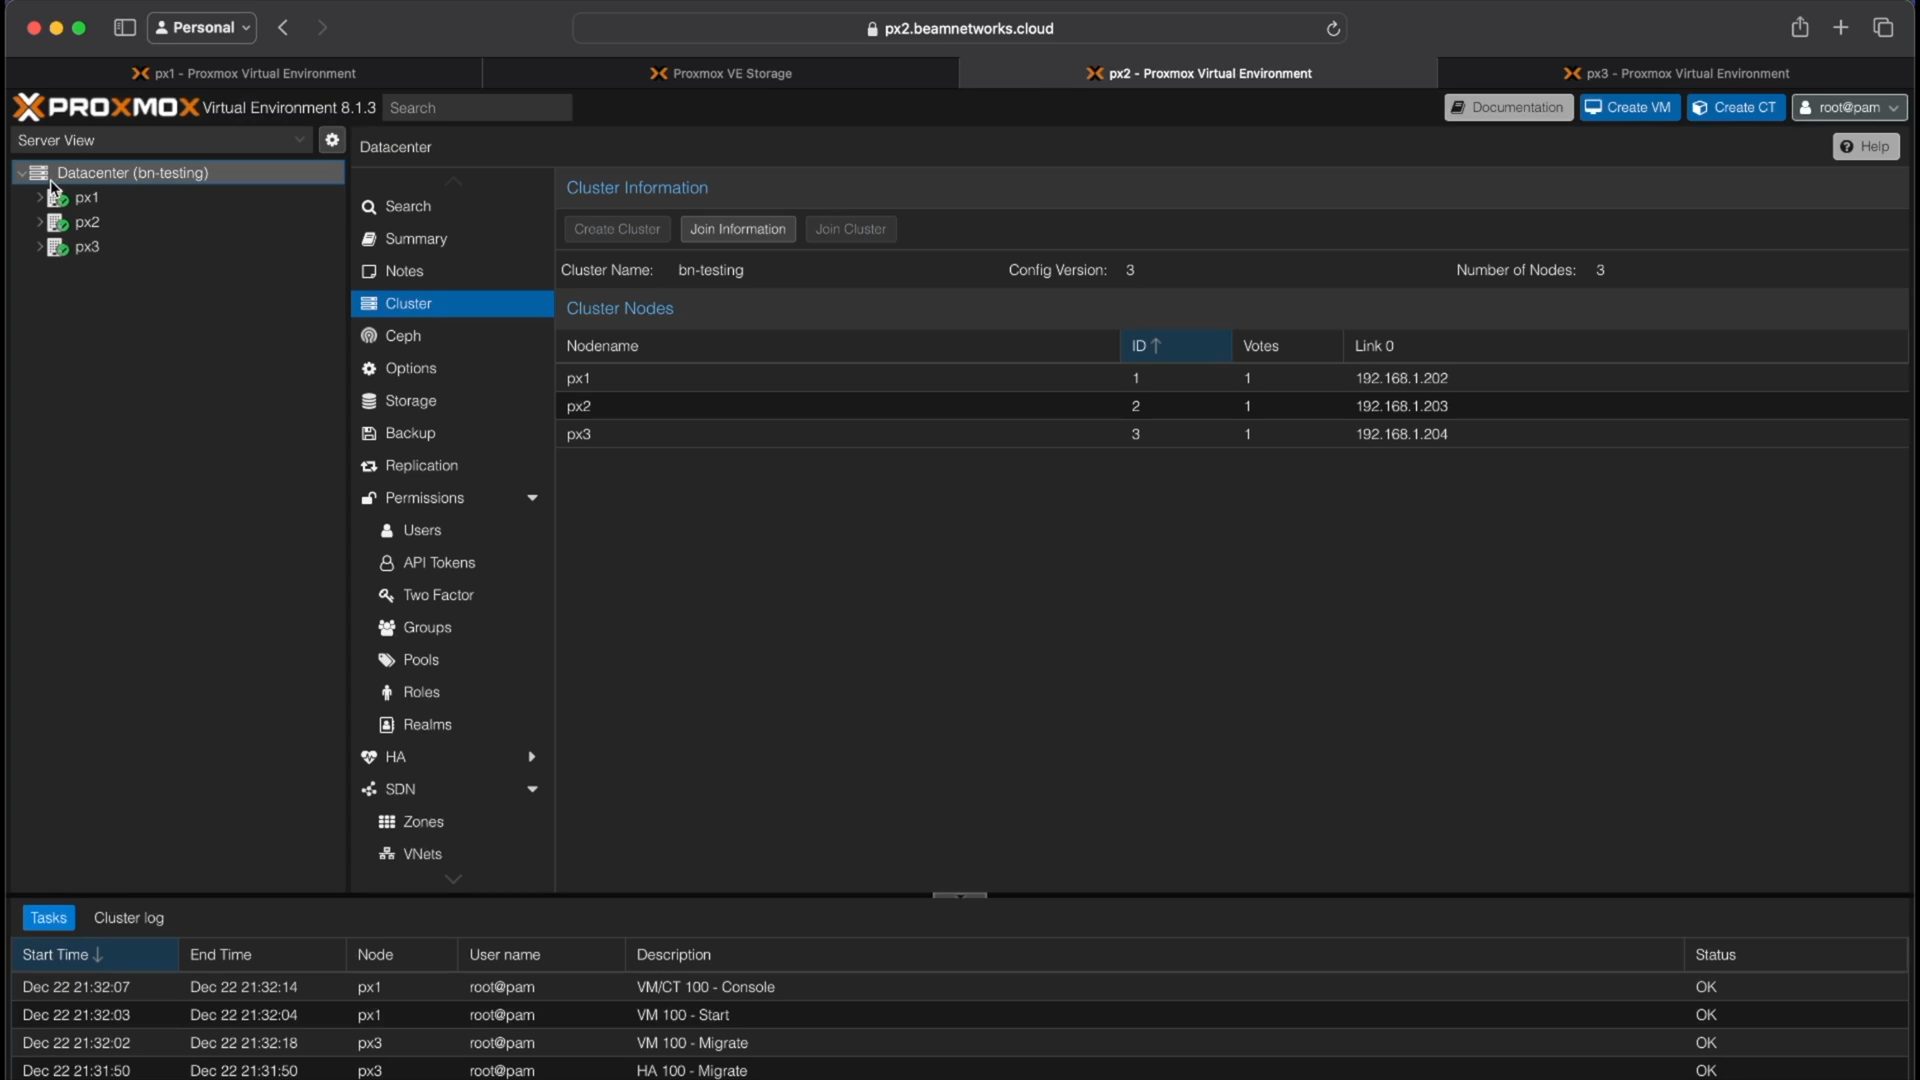 Personal
px2.beamnetworks.cloud
px1 - Proxmox Virtual Environment
Proxmox VE Storage
px2 - Proxmox Virtual Environment
px3 - Proxmox Virtual Environment
PROXMOX Virtual Environment 8.1.3
Search
Documentation
Create VM
Create CT
root@pam
Server View
Datacenter
Help
Datacenter (bn-testing)
px1
px2
px3
Search
Summary
Notes
Cluster
Ceph
Options
Storage
Backup
Replication
Permissions
Users
API Tokens
Two Factor
Groups
Pools
Roles
Realms
HA
SDN
Zones
VNets
Cluster Information
Create Cluster
Join Information
Join Cluster
Cluster Name: bn-testing Config Version: 3 Number of Nodes: 3
Cluster Nodes
Nodename ID Votes Link 0
px1 1 1 192.168.1.202
px2 2 1 192.168.1.203
px3 3 1 192.168.1.204
Tasks Cluster log
Start Time End Time Node User name Description Status
Dec 22 21:32:07 Dec 22 21:32:14 px1 root@pam VM/CT 100 - Console OK
Dec 22 21:32:03 Dec 22 21:32:04 px1 root@pam VM 100 - Start OK
Dec 22 21:32:02 Dec 22 21:32:18 px3 root@pam VM 100 - Migrate OK
Dec 22 21:31:50 Dec 22 21:31:50 px3 root@pam HA 100 - Migrate OK